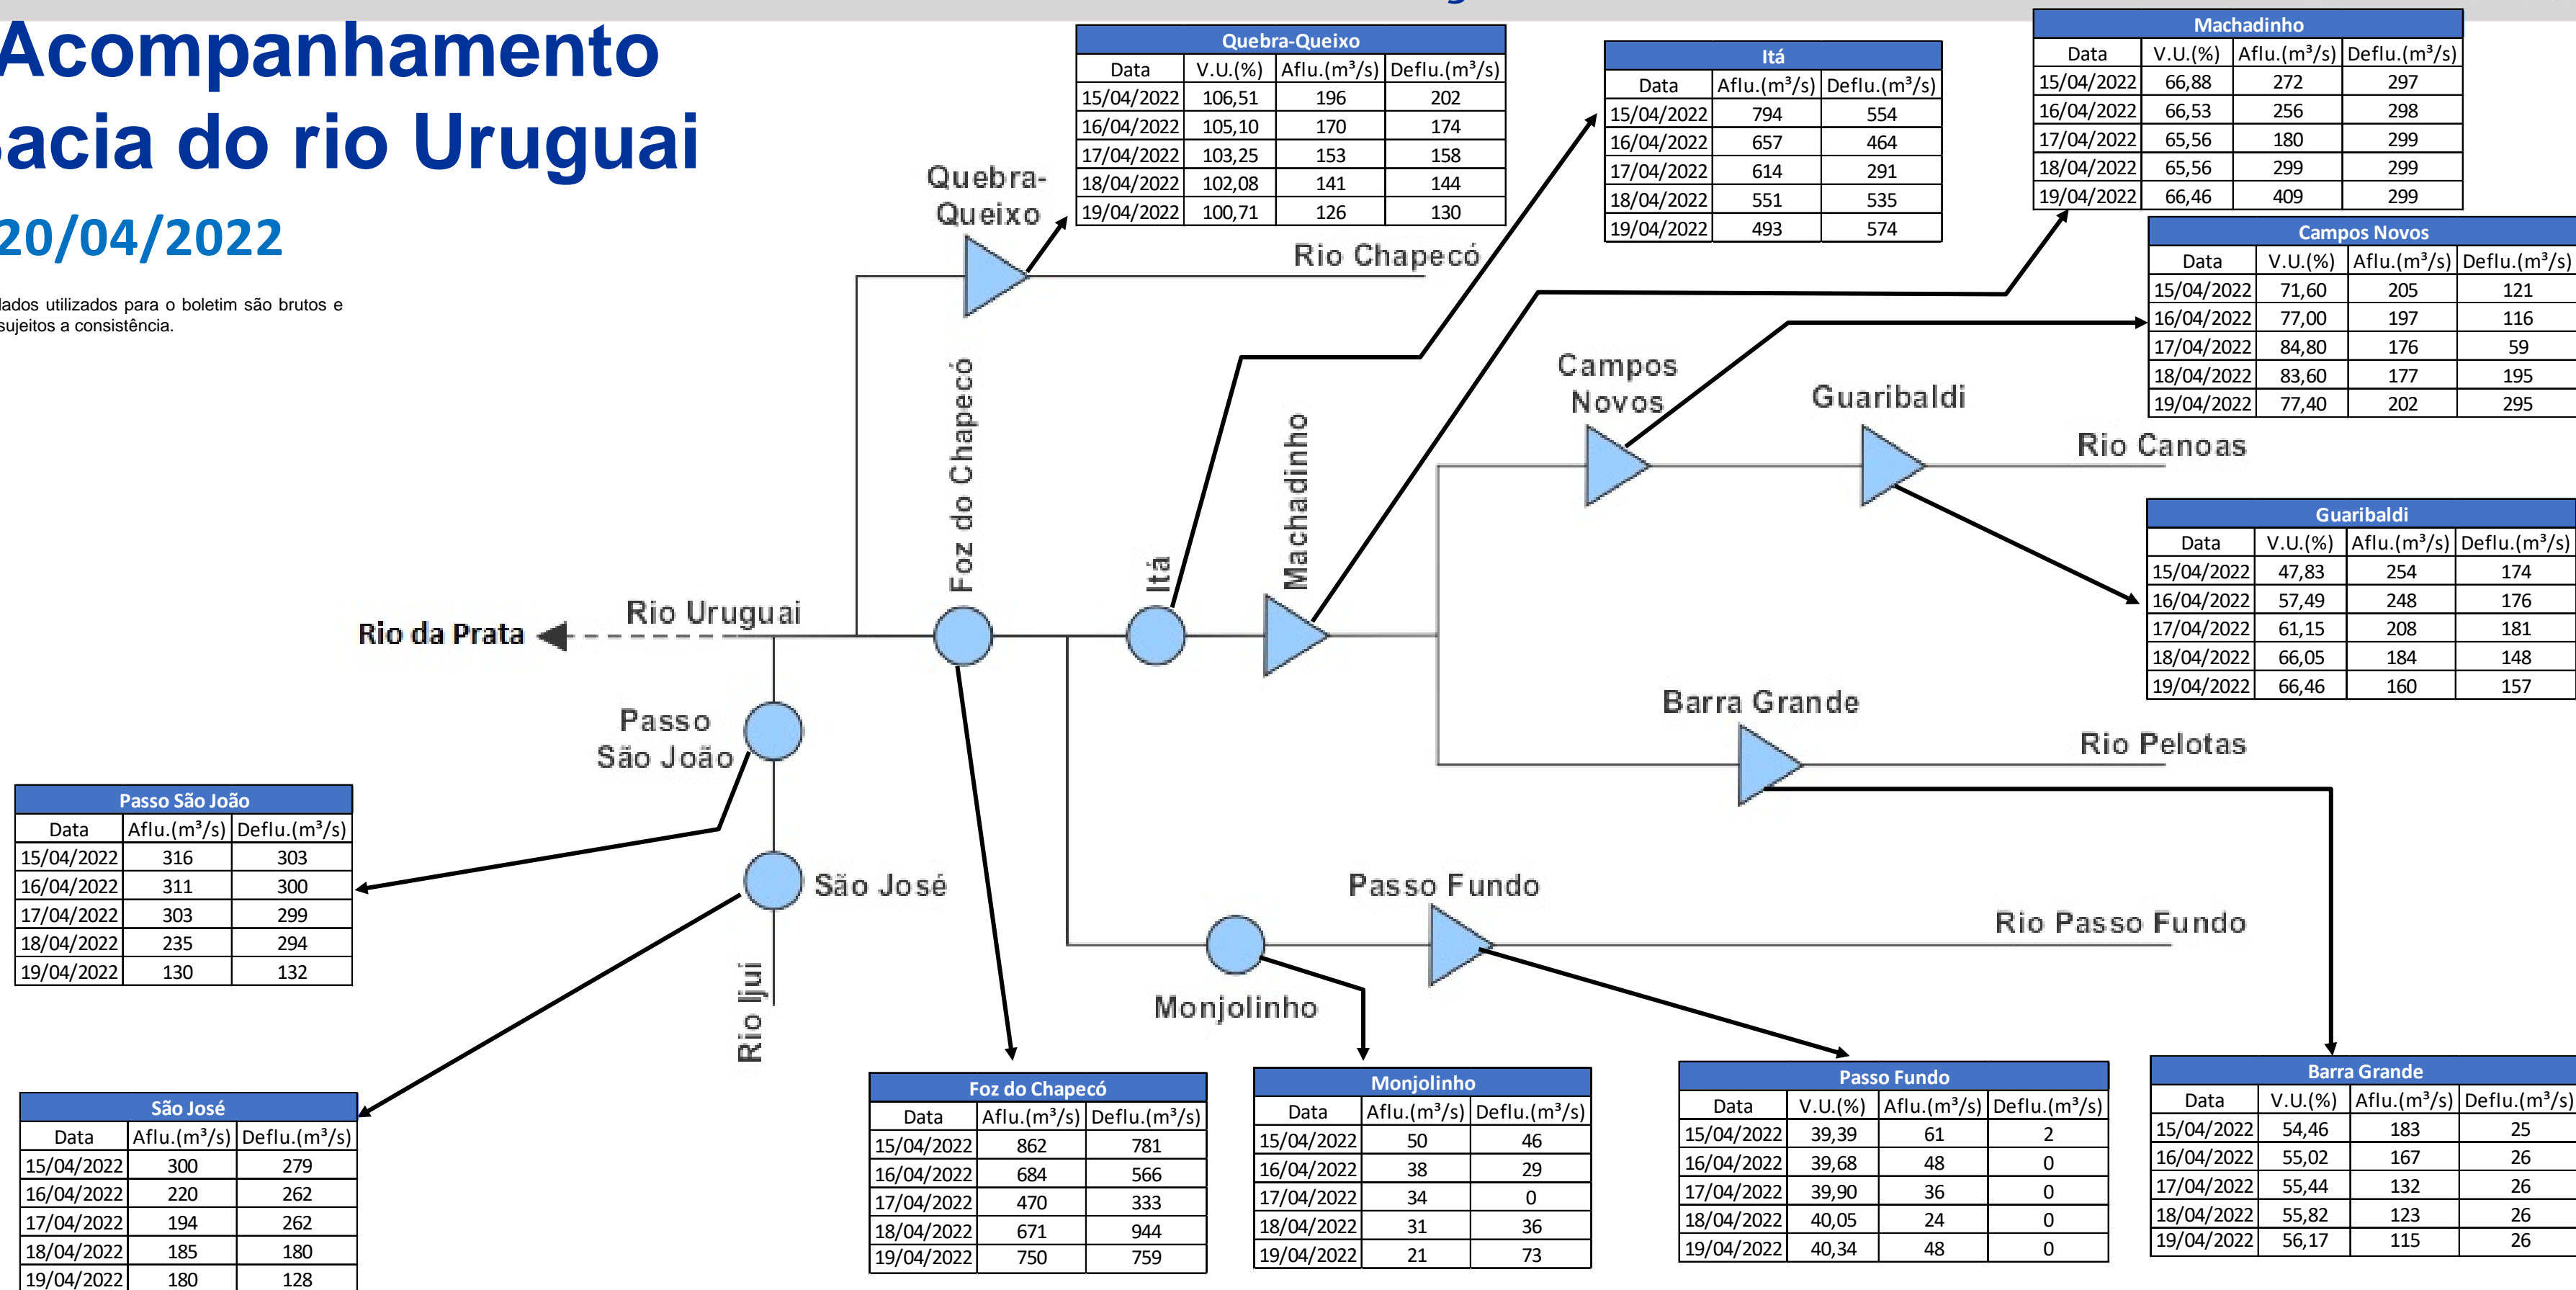 Acompanhamento
acia do rio Uruguai
20/04/2022
dados utilizados para o boletim são brutos e
sujeitos a consistência.
Quebra-Queixo
Data V.U.(%) Aflu.(m³/s) Deflu.(m³/s)
15/04/2022 106,51 196 202
16/04/2022 105,10 170 174
17/04/2022 103,25 153 158
18/04/2022 102,08 141 144
19/04/2022 100,71 126 130
Itá
Data Aflu.(m³/s) Deflu.(m³/s)
15/04/2022 794 554
16/04/2022 657 464
17/04/2022 614 291
18/04/2022 551 535
19/04/2022 493 574
Machadinho
Data V.U.(%) Aflu.(m³/s) Deflu.(m³/s)
15/04/2022 66,88 272 297
16/04/2022 66,53 256 298
17/04/2022 65,56 180 299
18/04/2022 65,56 299 299
19/04/2022 66,46 409 299
Campos Novos
Data V.U.(%) Aflu.(m³/s) Deflu.(m³/s)
15/04/2022 71,60 205 121
16/04/2022 77,00 197 116
17/04/2022 84,80 176 59
18/04/2022 83,60 177 195
19/04/2022 77,40 202 295
Quebra-
Queixo
Rio Chapecó
Foz do Chapecó
Itá
Machadinho
Campos
Novos
Guaribaldi
Rio Canoas
Guaribaldi
Data V.U.(%) Aflu.(m³/s) Deflu.(m³/s)
15/04/2022 47,83 254 174
16/04/2022 57,49 248 176
17/04/2022 61,15 208 181
18/04/2022 66,05 184 148
19/04/2022 66,46 160 157
Rio da Prata
Rio Uruguai
Passo
São João
Barra Grande
Rio Pelotas
Passo São João
Data Aflu.(m³/s) Deflu.(m³/s)
15/04/2022 316 303
16/04/2022 311 300
17/04/2022 303 299
18/04/2022 235 294
19/04/2022 130 132
São José
Rio Ijuí
Passo Fundo
Rio Passo Fundo
Monjolinho
São José
Data Aflu.(m³/s) Deflu.(m³/s)
15/04/2022 300 279
16/04/2022 220 262
17/04/2022 194 262
18/04/2022 185 180
19/04/2022 180 128
Foz do Chapecó
Data Aflu.(m³/s) Deflu.(m³/s)
15/04/2022 862 781
16/04/2022 684 566
17/04/2022 470 333
18/04/2022 671 944
19/04/2022 750 759
Monjolinho
Data Aflu.(m³/s) Deflu.(m³/s)
15/04/2022 50 46
16/04/2022 38 29
17/04/2022 34 0
18/04/2022 31 36
19/04/2022 21 73
Passo Fundo
Data V.U.(%) Aflu.(m³/s) Deflu.(m³/s)
15/04/2022 39,39 61 2
16/04/2022 39,68 48 0
17/04/2022 39,90 36 0
18/04/2022 40,05 24 0
19/04/2022 40,34 48 0
Barra Grande
Data V.U.(%) Aflu.(m³/s) Deflu.(m³/s)
15/04/2022 54,46 183 25
16/04/2022 55,02 167 26
17/04/2022 55,44 132 26
18/04/2022 55,82 123 26
19/04/2022 56,17 115 26